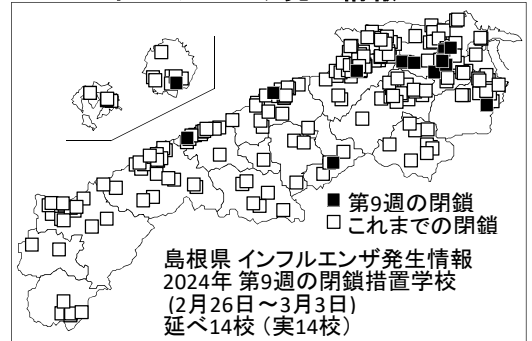 ■ 第9週の閉鎖
□ これまでの閉鎖
島根県 インフルエンザ発生情報
2024年 第9週の閉鎖措置学校
(2月26日～3月3日)
延べ14校 （実14校）